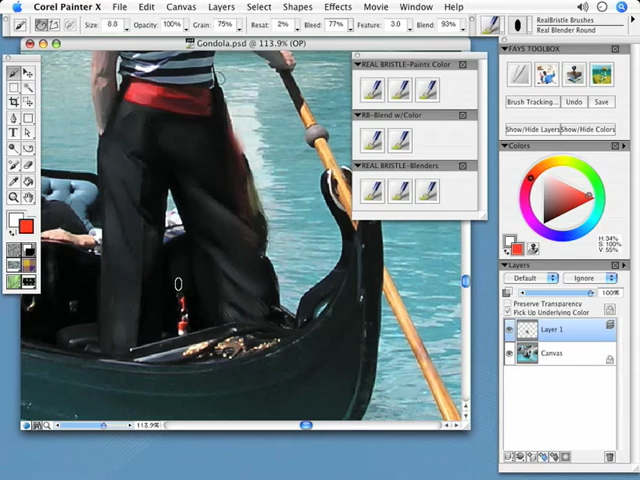 Corel Painter X File Edit Canvas Layers Select Shapes Effects Movie Window Help
Size: 8.8 Opacity: 100% Grain: 75% Resat: 2% Bleed: 77% Feature: 3.0 Blend: 93%
RealBristle Brushes
Real Blender Round
Gondola.psd @ 113.9% (OP)
REAL BRISTLE-Paints Color
RB-Blend w/Color
REAL BRISTLE-Blenders
FAYS TOOLBOX
Brush Tracking... Undo Save
Show/Hide Layers Show/Hide Colors
Colors
H: 34%
S: 100%
V: 55%
Layers
Default Ignore
100%
Preserve Transparency
Pick Up Underlying Color
Layer 1
Canvas
113.9%
T